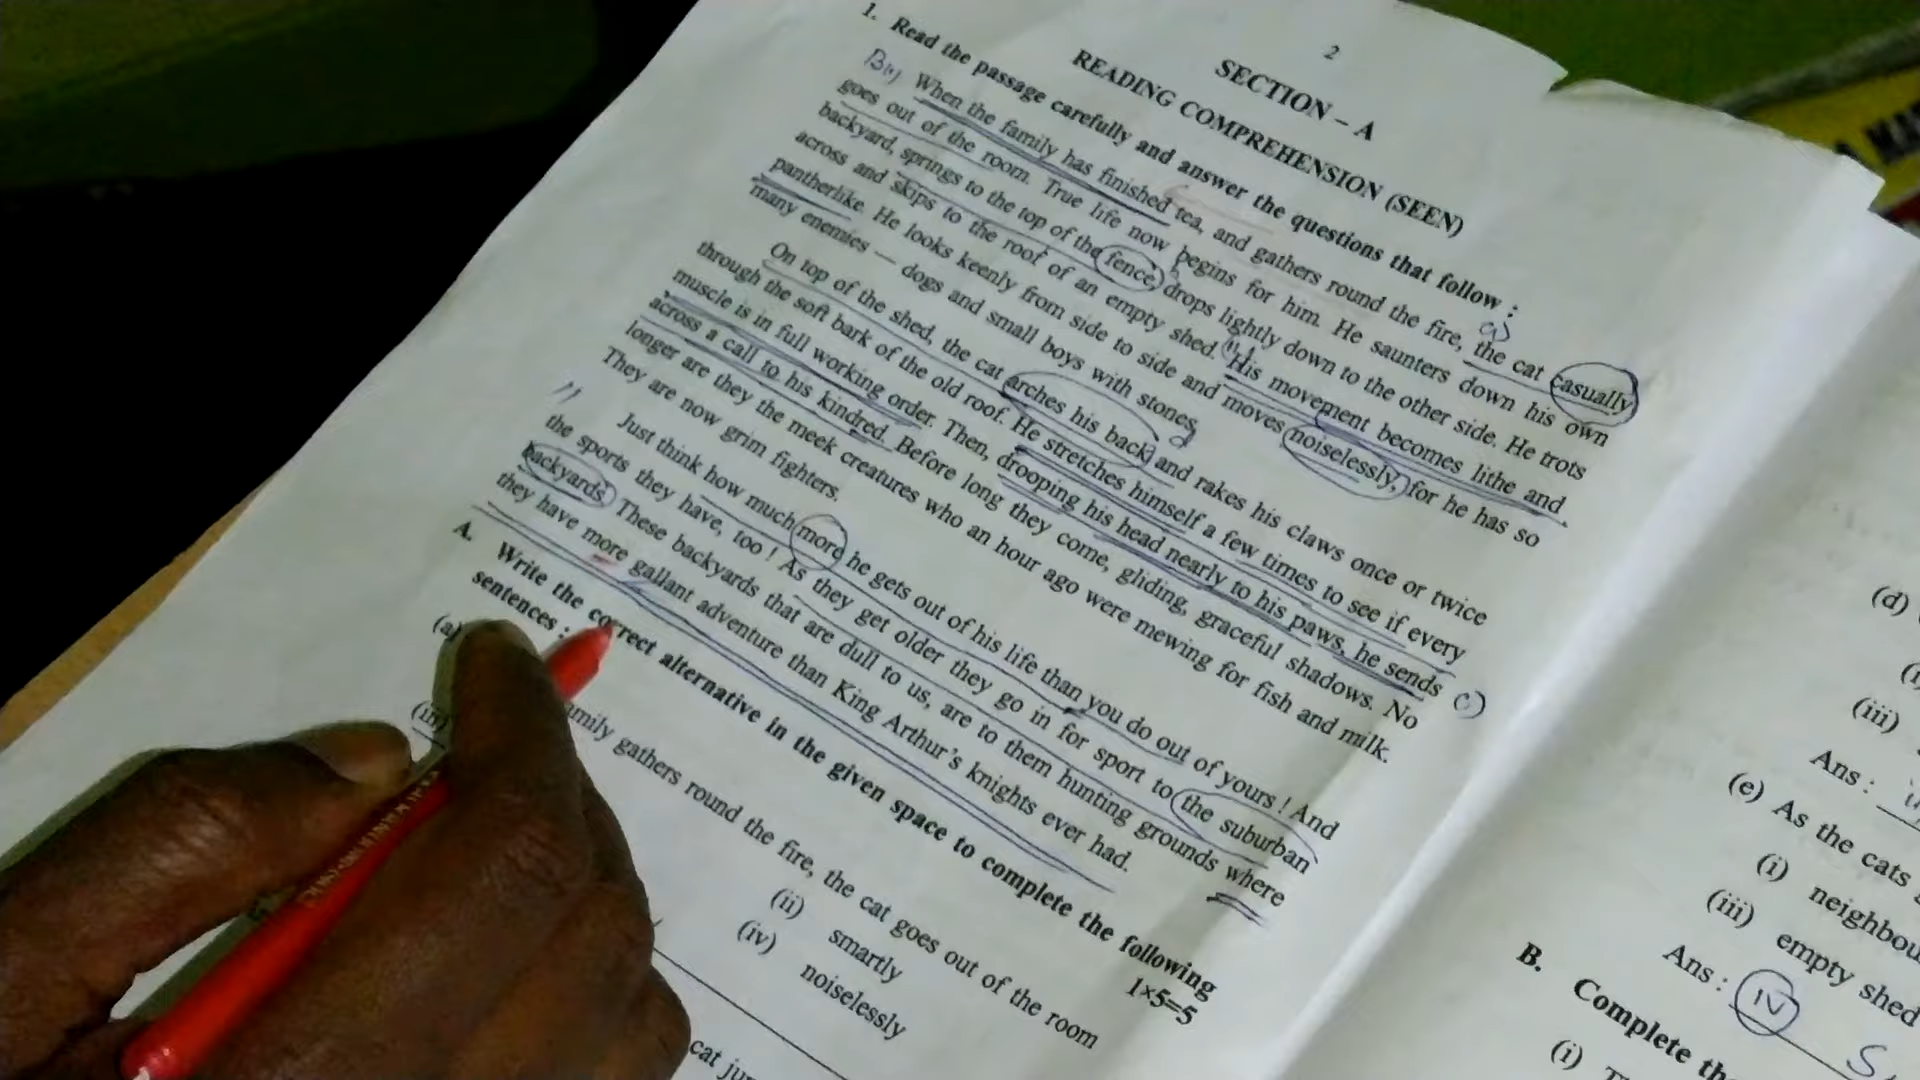 2
SECTION – A
READING COMPREHENSION (SEEN)
1. Read the passage carefully and answer the questions that follow :
When the family has finished tea, and gathers round the fire, the cat casually
goes out of the room. True life now begins for him. He saunters down his own
backyard, springs to the top of the fence, drops lightly down to the other side. He trots
across and skips to the roof of an empty shed. His movement becomes lithe and
pantherlike. He looks keenly from side to side and moves noiselessly, for he has so
many enemies — dogs and small boys with stones.
On top of the shed, the cat arches his back and rakes his claws once or twice
through the soft bark of the old roof. He stretches himself a few times to see if every
muscle is in full working order. Then, drooping his head nearly to his paws, he sends
across a call to his kindred. Before long they come, gliding, graceful shadows. No
longer are they the meek creatures who an hour ago were mewing for fish and milk.
They are now grim fighters.
Just think how much more he gets out of his life than you do out of yours ! And
the sports they have, too ! As they get older they go in for sport to the suburban
backyards. These backyards that are dull to us, are to them hunting grounds where
they have more gallant adventure than King Arthur's knights ever had.
A. Write the correct alternative in the given space to complete the following
sentences :
1×5=5
(a) family gathers round the fire, the cat goes out of the room
(ii) smartly
(iii)
(iv) noiselessly
cat
(d)
(iii)
Ans :
(e) As the cats
(i)
(iii) empty shed
Ans : IV
B. Complete
(i)